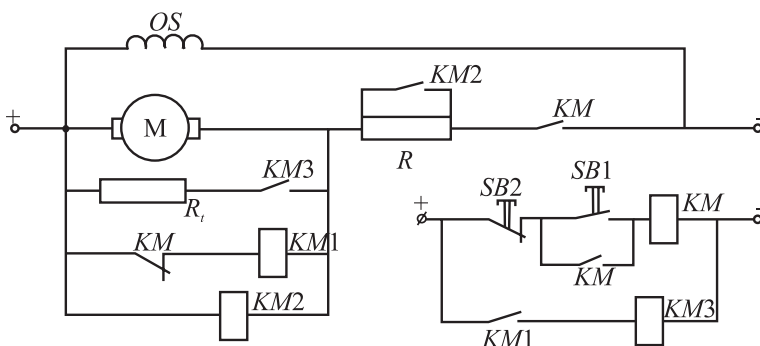 OS
KM2
+ M KM -
R
KM3
Rt
+ SB2 SB1 KM -
KM KM1
KM
KM2
KM3
KM1